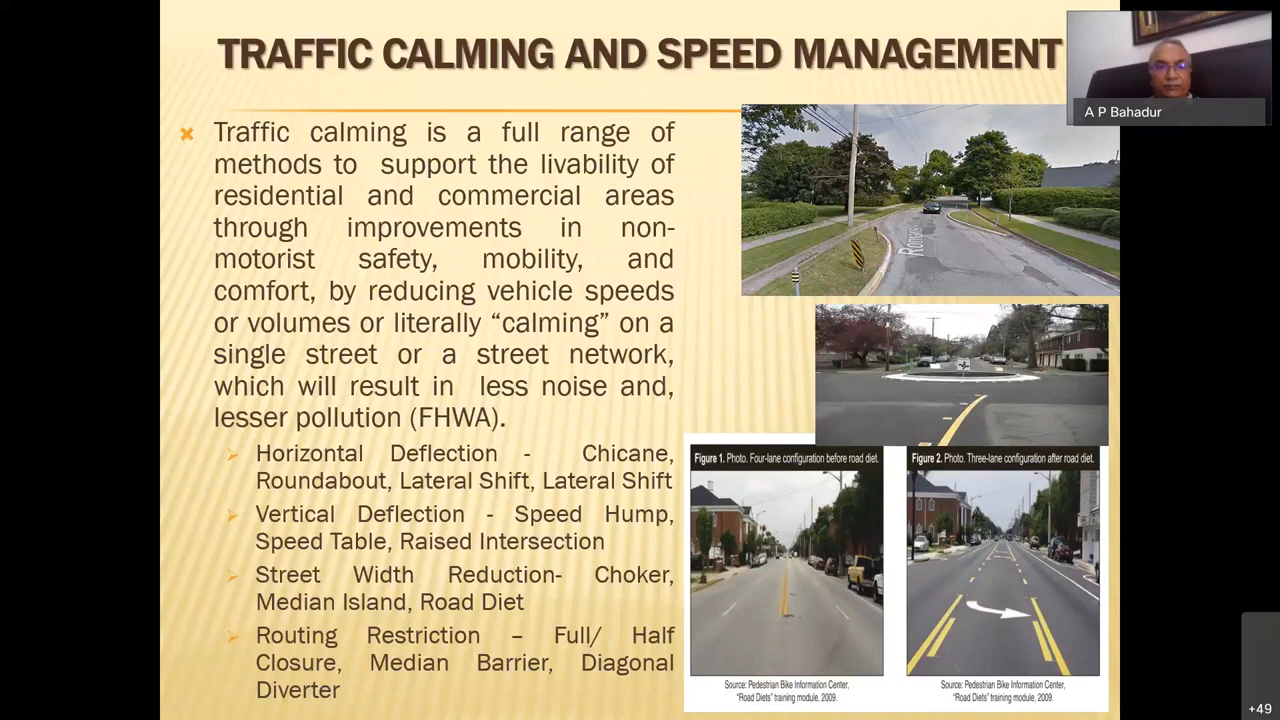 TRAFFIC CALMING AND SPEED MANAGEMENT
A P Bahadur
Traffic calming is a full range of
methods to support the livability of
residential and commercial areas
through improvements in non-
motorist safety, mobility, and
comfort, by reducing vehicle speeds
or volumes or literally “calming” on a
single street or a street network,
which will result in less noise and,
lesser pollution (FHWA).
Horizontal Deflection - Chicane,
Roundabout, Lateral Shift, Lateral Shift
Vertical Deflection - Speed Hump,
Speed Table, Raised Intersection
Street Width Reduction- Choker,
Median Island, Road Diet
Routing Restriction – Full/ Half
Closure, Median Barrier, Diagonal
Diverter
Figure 1. Photo. Four-lane configuration before road diet.
Source: Pedestrian Bike Information Center,
“Road Diets” training module, 2009.
Figure 2. Photo. Three-lane configuration after road diet.
Source: Pedestrian Bike Information Center,
“Road Diets” training module, 2009.
+49